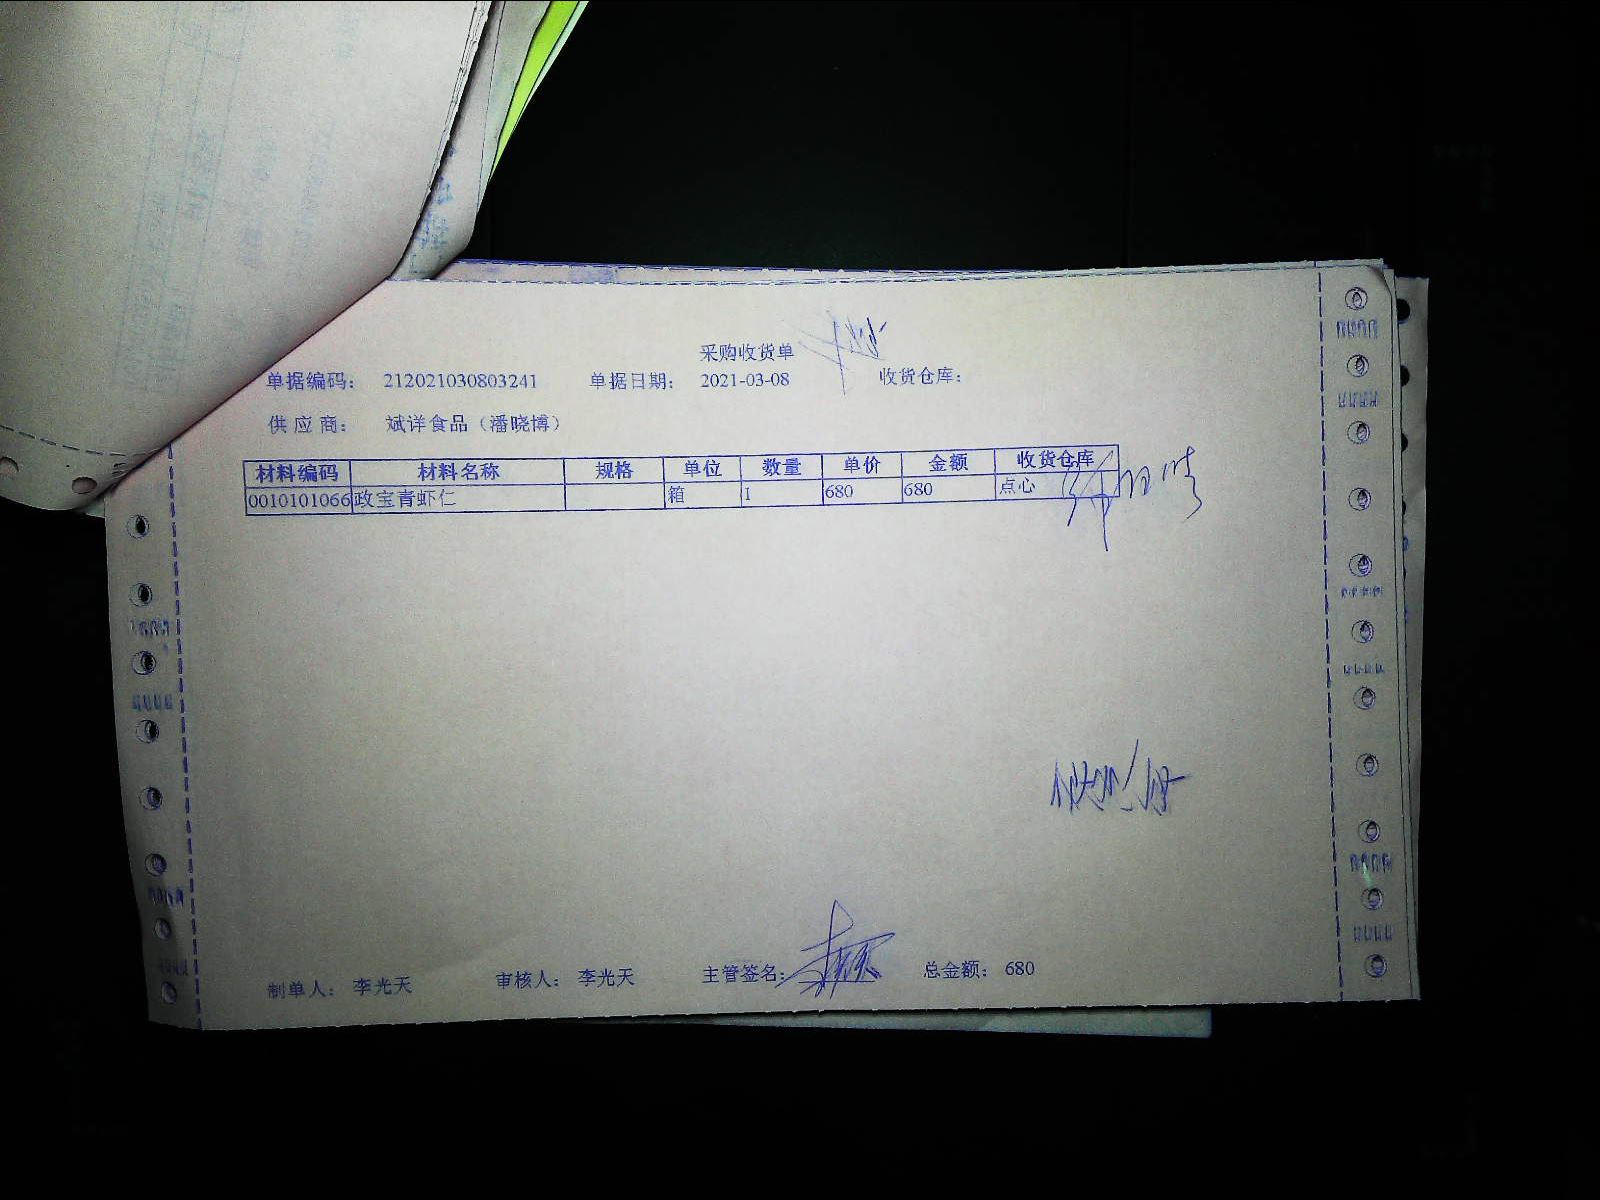 采购收货单
单据编码： 212021030803241 单据日期： 2021-03-08 收货仓库：
供 应 商： 斌洋食品（潘晓博）
材料编码 材料名称 规格 单位 数量 单价 金额 收货仓库
0010101066 政宝青虾仁 箱 1 680 680 点心
制单人： 李光天 审核人： 李光天 主管签名： 总金额： 680